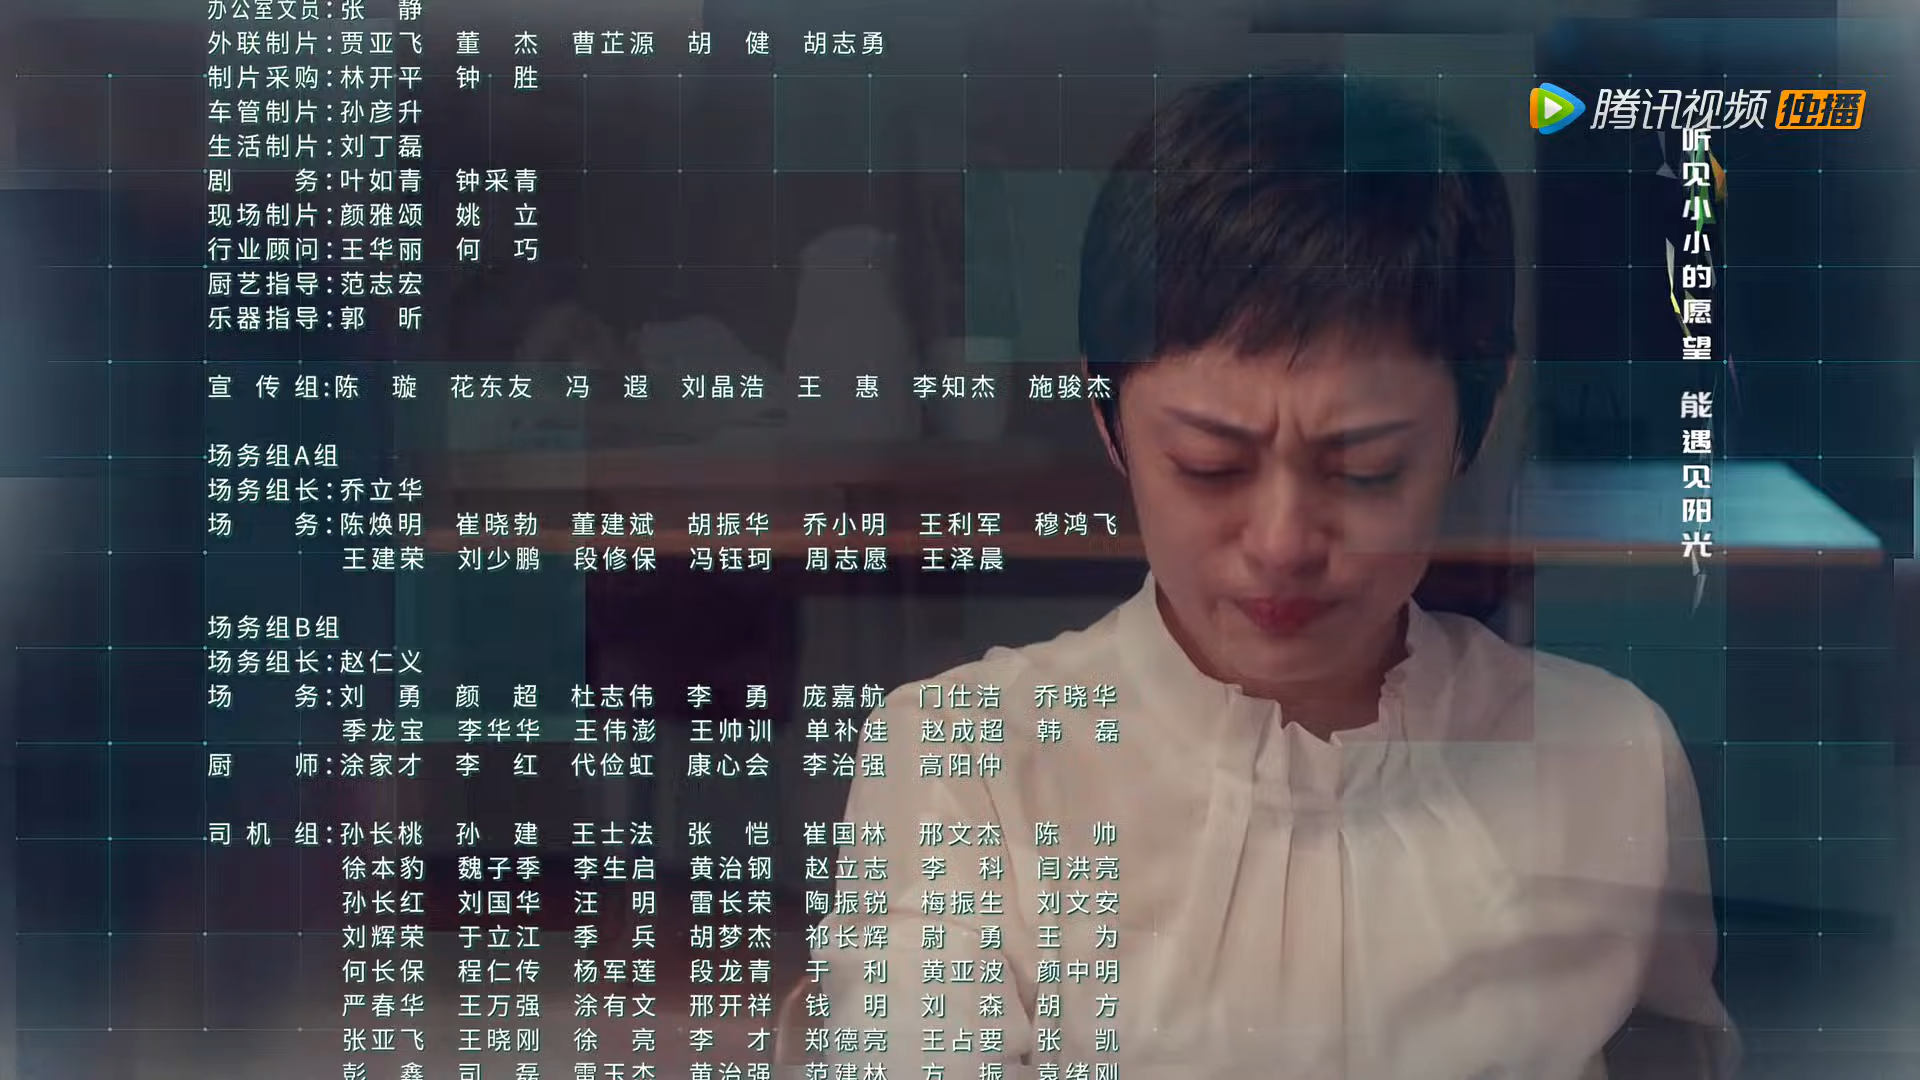 办公室文员:张 静
外联制片:贾亚飞 董 杰 曹芷源 胡 健 胡志勇
制片采购:林开平 钟 胜
车管制片:孙彦升
生活制片:刘丁磊
剧 务:叶如青 钟采青
现场制片:颜雅颂 姚 立
行业顾问:王华丽 何 巧
厨艺指导:范志宏
乐器指导:郭 昕
宣 传 组:陈 璇 花东友 冯 遐 刘晶浩 王 惠 李知杰 施骏杰
场务组A组
场务组长:乔立华
场 务:陈焕明 崔晓勃 董建斌 胡振华 乔小明 王利军 穆鸿飞
王建荣 刘少鹏 段修保 冯钰珂 周志愿 王泽晨
场务组B组
场务组长:赵仁义
场 务:刘 勇 颜 超 杜志伟 李 勇 庞嘉航 门仕洁 乔晓华
季龙宝 李华华 王伟澎 王帅训 单补娃 赵成超 韩 磊
厨 师:涂家才 李 红 代俭虹 康心会 李治强 高阳仲
司 机 组:孙长桃 孙 建 王士法 张 恺 崔国林 邢文杰 陈 帅
徐本豹 魏子季 李生启 黄治钢 赵立志 李 科 闫洪亮
孙长红 刘国华 汪 明 雷长荣 陶振锐 梅振生 刘文安
刘辉荣 于立江 季 兵 胡梦杰 祁长辉 尉 勇 王 为
何长保 程仁传 杨军莲 段龙青 于 利 黄亚波 颜中明
严春华 王万强 涂有文 邢开祥 钱 明 刘 森 胡 方
张亚飞 王晓刚 徐 亮 李 才 郑德亮 王占要 张 凯
彭 鑫 司 磊 雷玉杰 黄治强 范建林 方 振 袁绪刚
腾讯视频 独播
听见小小的愿望 能遇见阳光